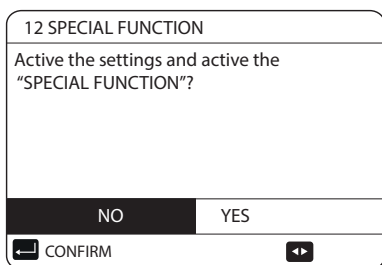 12 SPECIAL FUNCTION
Active the settings and active the
“SPECIAL FUNCTION”?
NO YES
CONFIRM